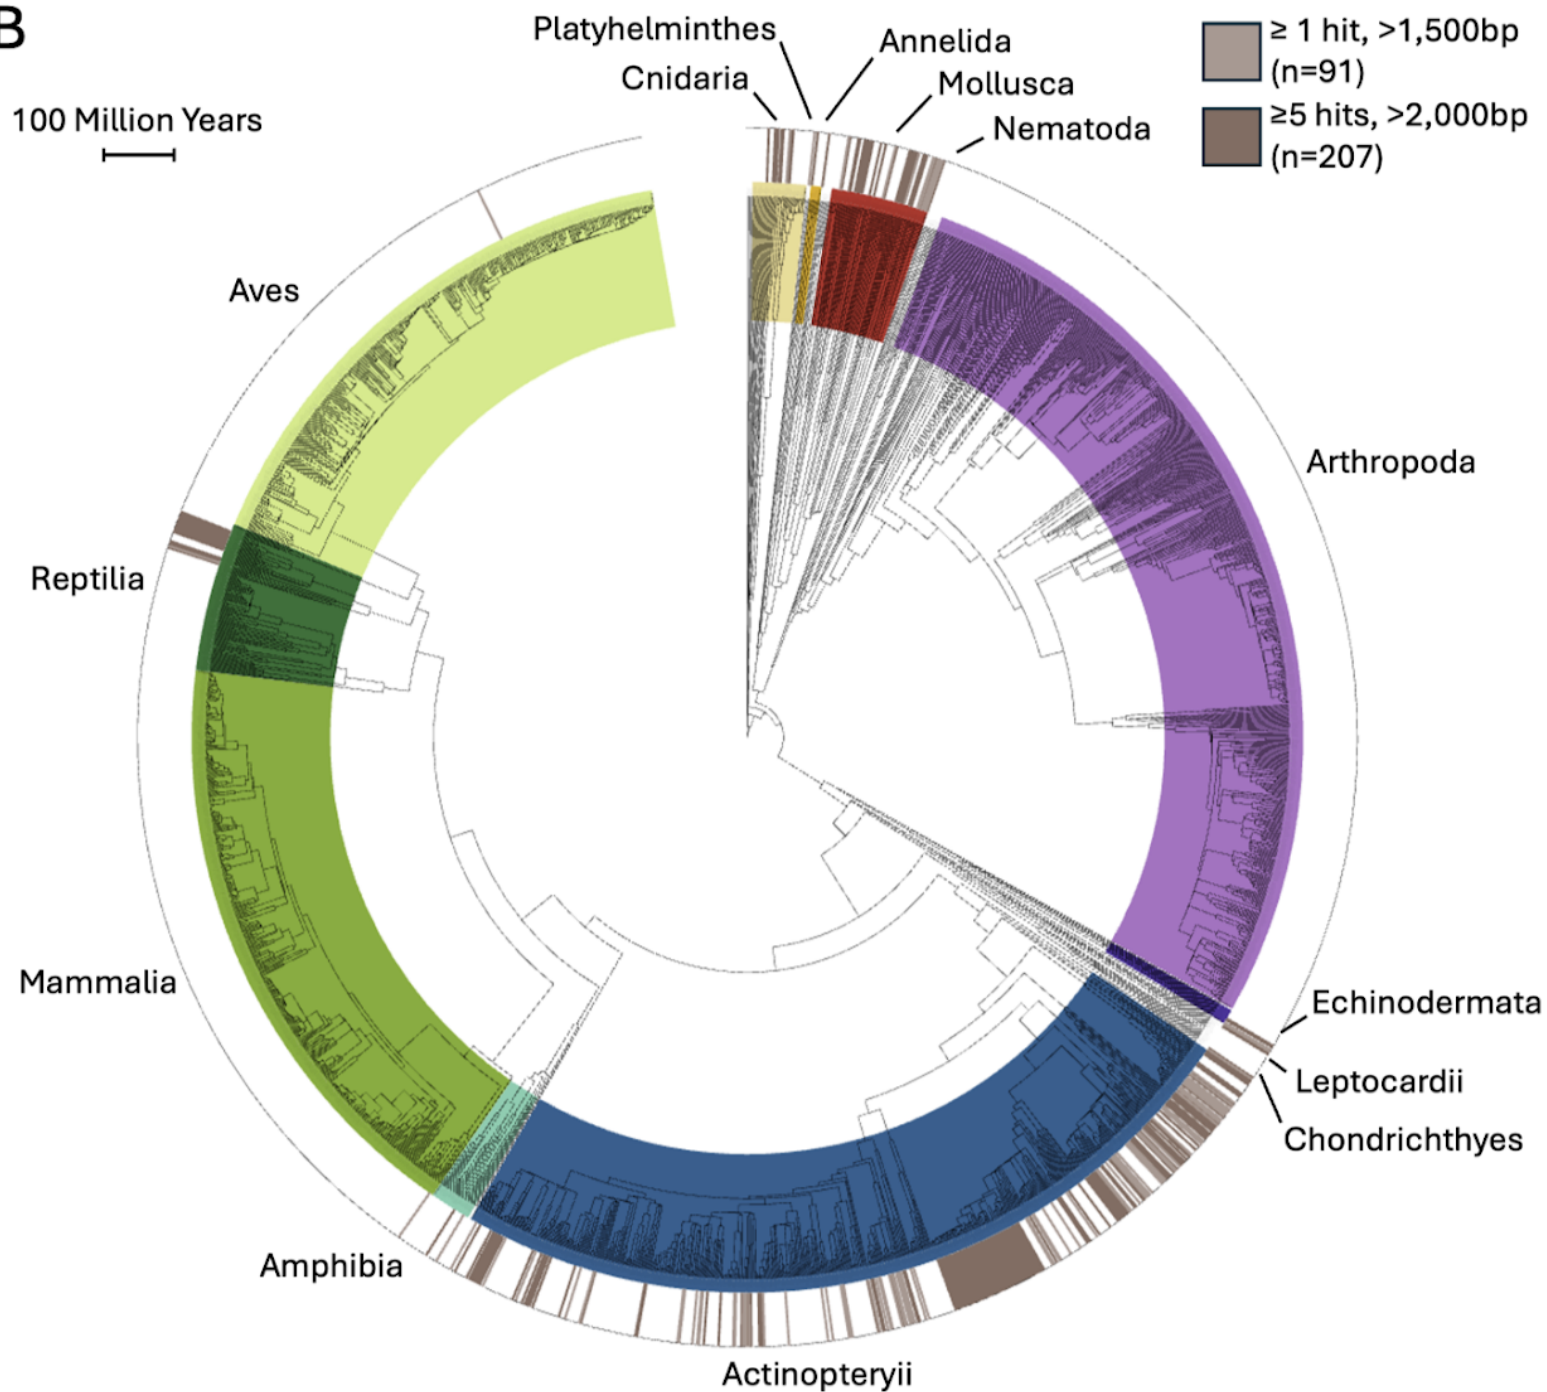 B
Platyhelminthes
Annelida
Cnidaria
Mollusca
Nematoda
≥ 1 hit, >1,500bp
(n=91)
≥5 hits, >2,000bp
(n=207)
100 Million Years
Aves
Arthropoda
Reptilia
Mammalia
Echinodermata
Leptocardii
Chondrichthyes
Amphibia
Actinopteryii